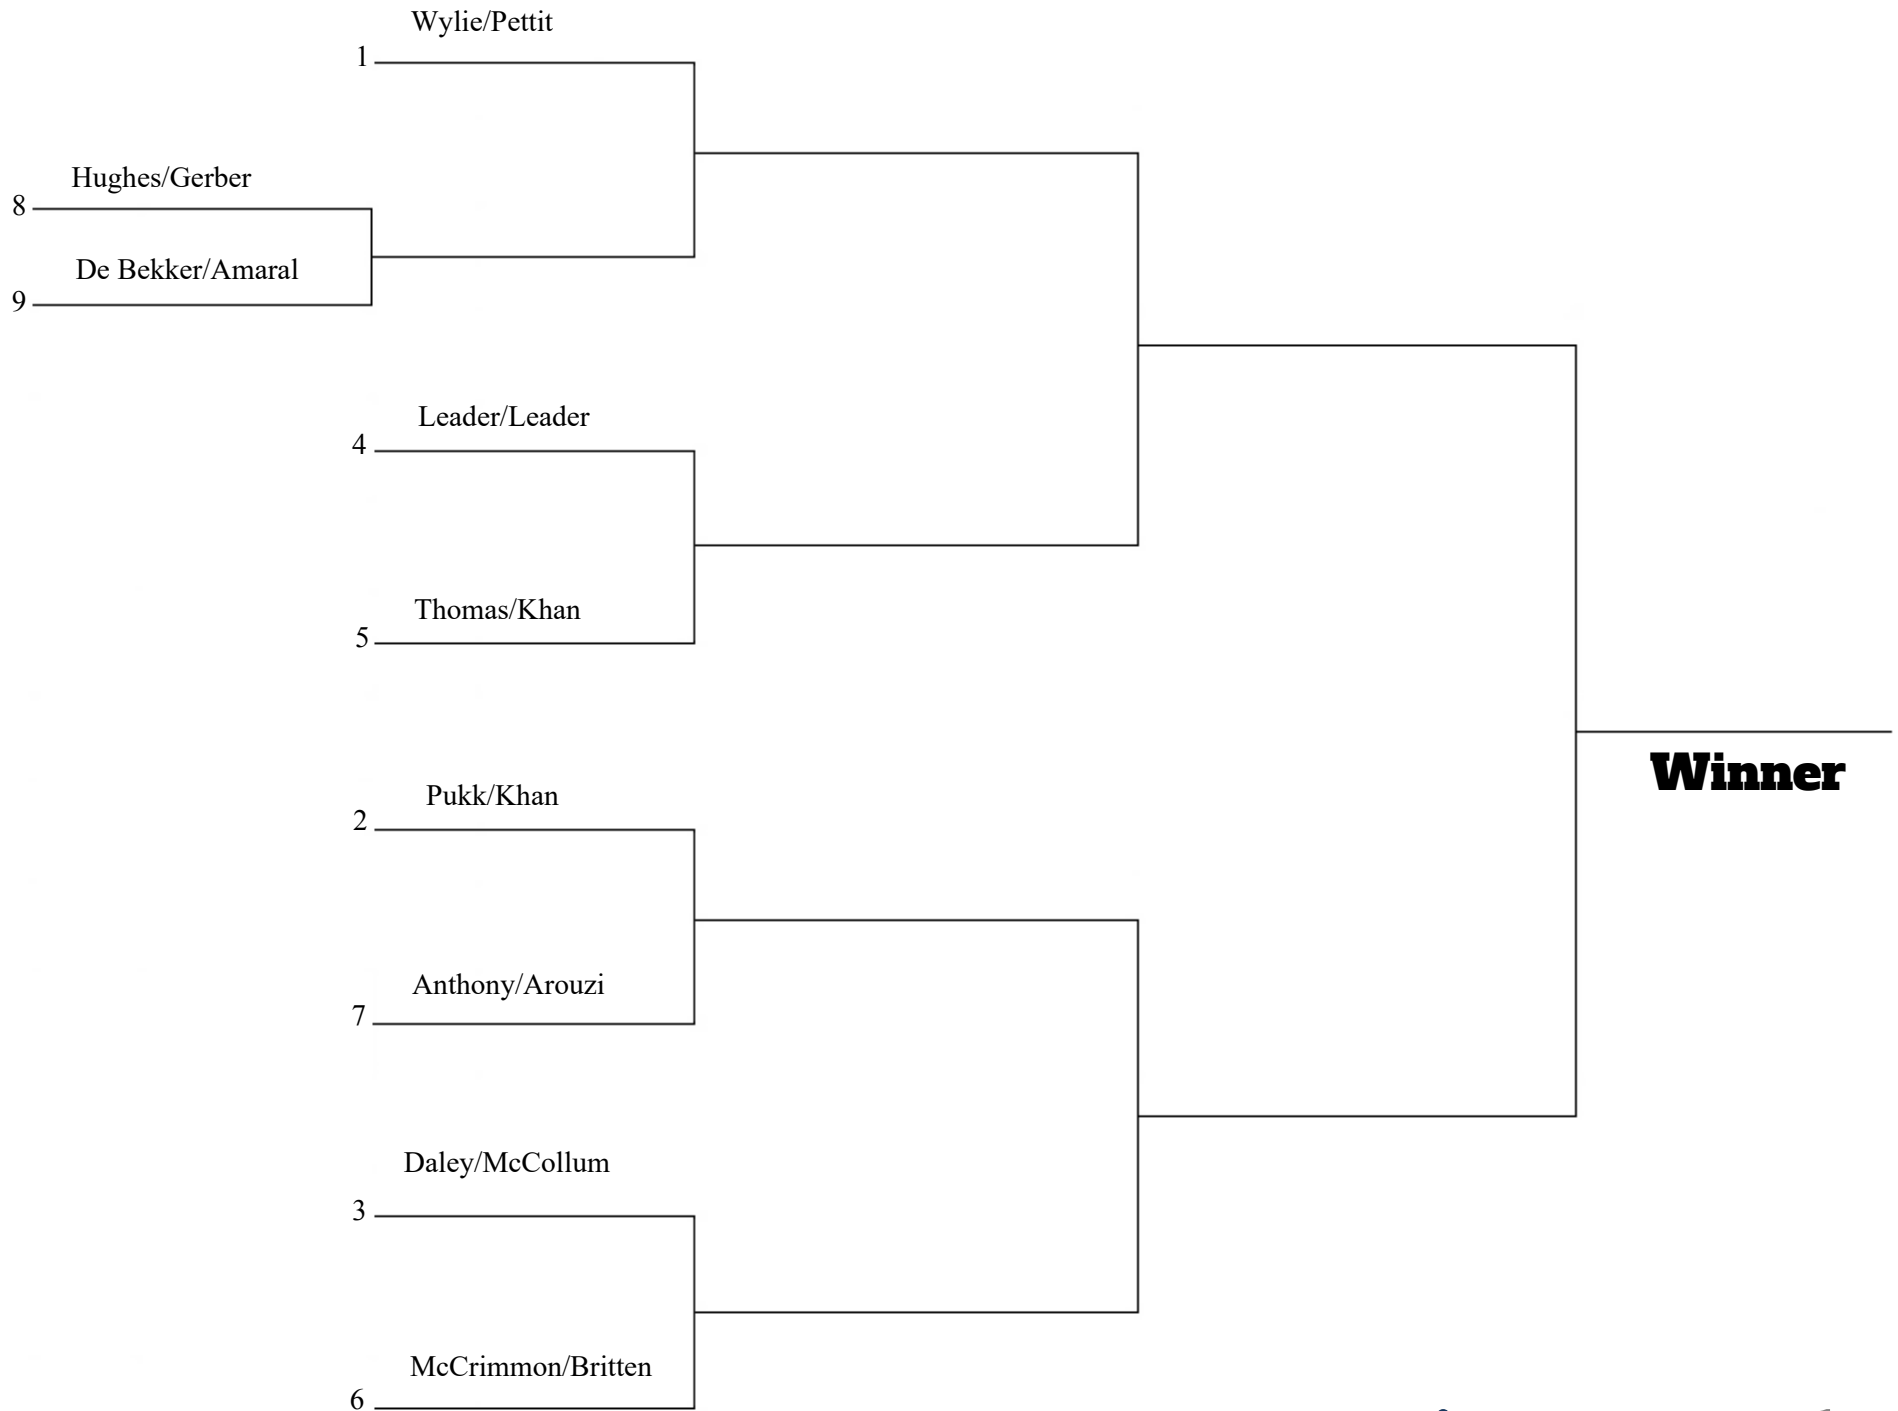 Wylie/Pettit
1
Hughes/Gerber
8
De Bekker/Amaral
9
Leader/Leader
4
Thomas/Khan
5
Winner
Pukk/Khan
2
Anthony/Arouzi
7
Daley/McCollum
3
McCrimmon/Britten
6